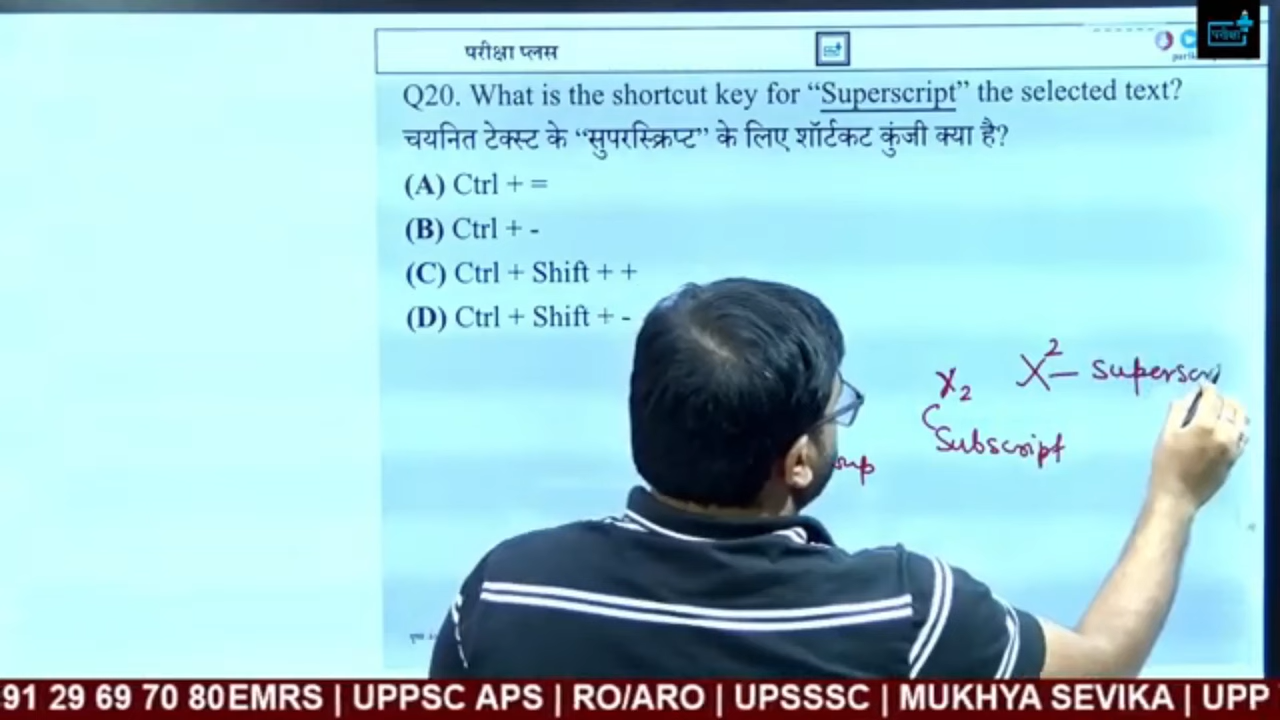 परीक्षा प्लस
परीक्षा
Q20. What is the shortcut key for “Superscript” the selected text?
चयनित टेक्स्ट के “सुपरस्क्रिप्ट” के लिए शॉर्टकट कुंजी क्या है?
(A) Ctrl + =
(B) Ctrl + -
(C) Ctrl + Shift + +
(D) Ctrl + Shift + -
X₂ X² – superscr
Subscript
91 29 69 70 80EMRS | UPPSC APS | RO/ARO | UPSSSC | MUKHYA SEVIKA | UPP